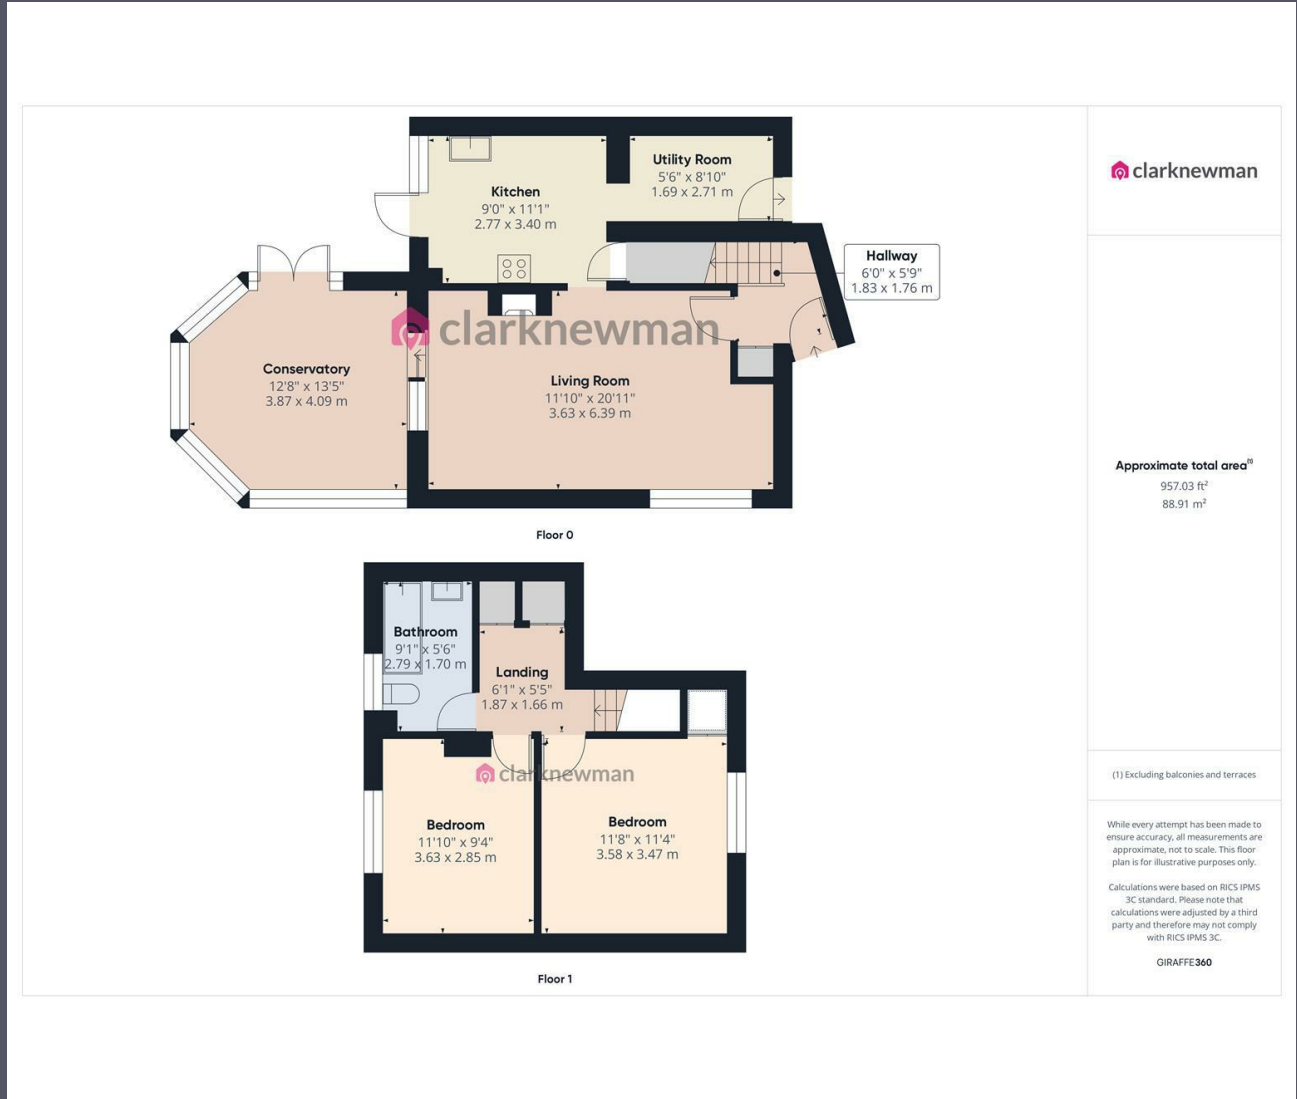 Kitchen
9'0" x 11'1"
2.77 x 3.40 m
Utility Room
5'6" x 8'10"
1.69 x 2.71 m
Hallway
6'0" x 5'9"
1.83 x 1.76 m
clarknewman
Conservatory
12'8" x 13'5"
3.87 x 4.09 m
Living Room
11'10" x 20'11"
3.63 x 6.39 m
Floor 0
Bathroom
9'1" x 5'6"
2.79 x 1.70 m
Landing
6'1" x 5'5"
1.87 x 1.66 m
clarknewman
Bedroom
11'10" x 9'4"
3.63 x 2.85 m
Bedroom
11'8" x 11'4"
3.58 x 3.47 m
Floor 1
clarknewman
Approximate total area(1)
957.03 ft²
88.91 m²
(1) Excluding balconies and terraces
While every attempt has been made to
ensure accuracy, all measurements are
approximate, not to scale. This floor
plan is for illustrative purposes only.
Calculations were based on RICS IPMS
3C standard. Please note that
calculations were adjusted by a third
party and therefore may not comply
with RICS IPMS 3C.
GIRAFFE360